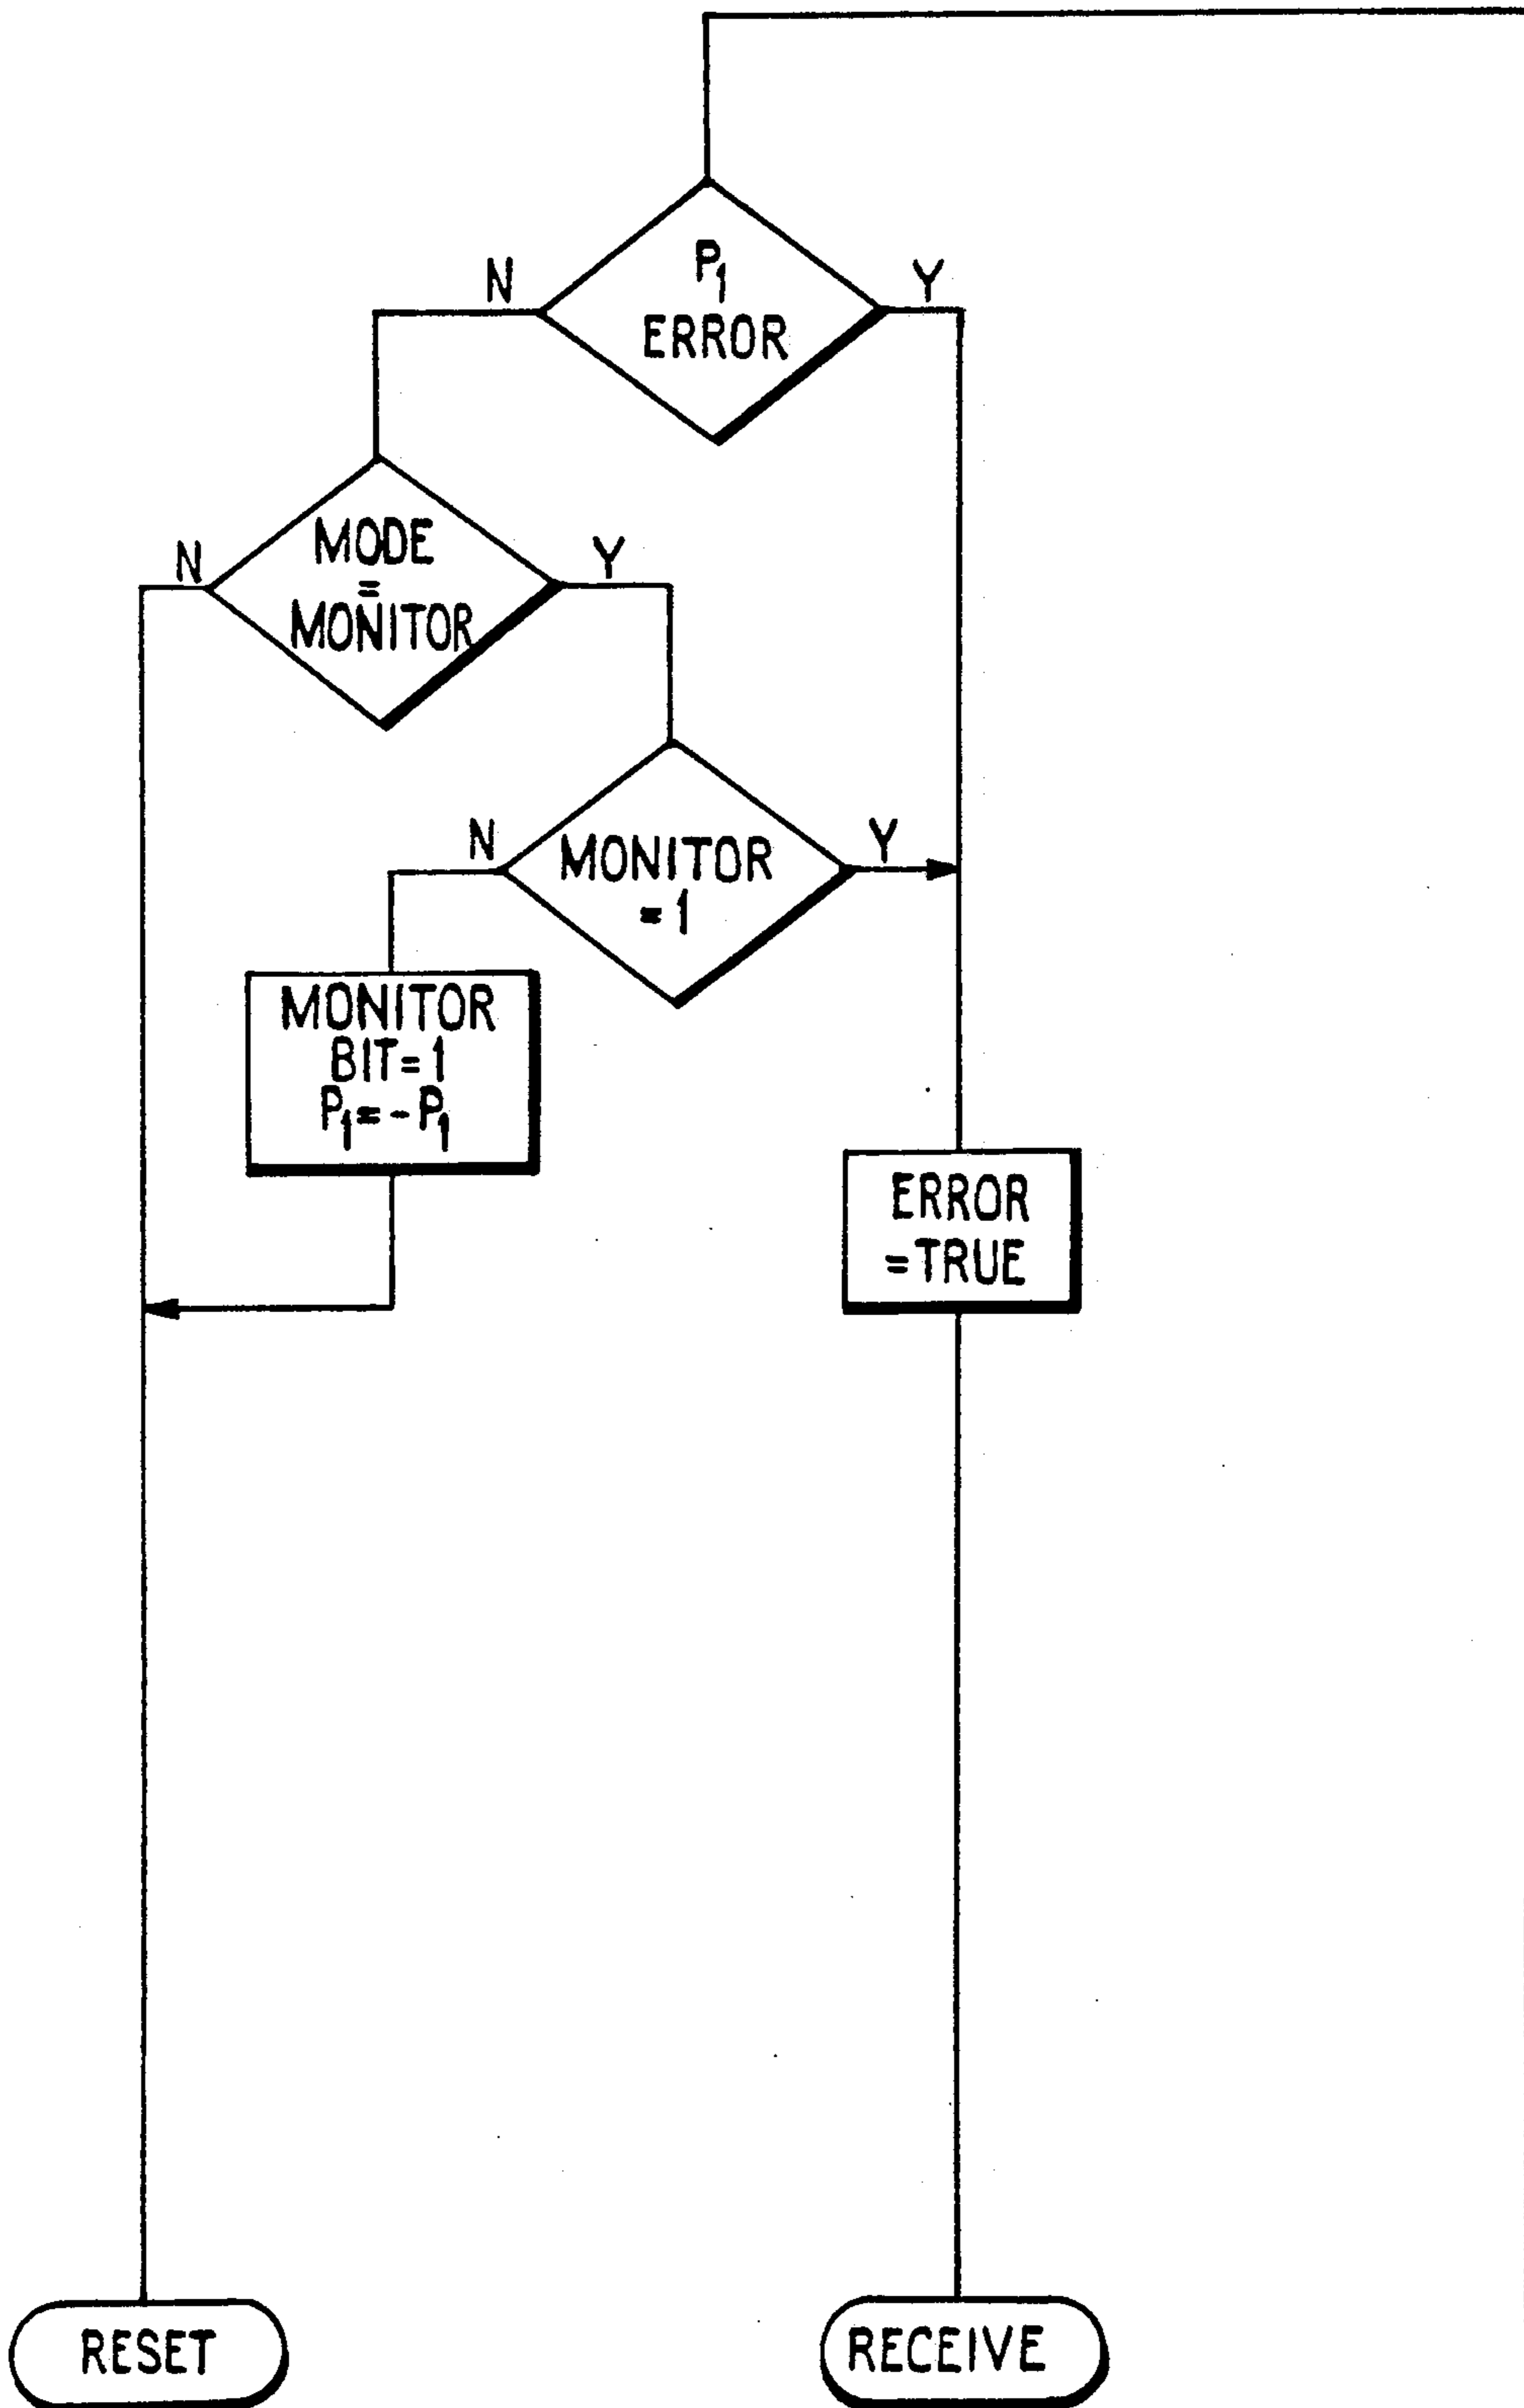 P₁
ERROR
N
Y
MODE
=
MONITOR
N
Y
MONITOR
= 1
N
Y
MONITOR
BIT = 1
P₁ = - P₁
ERROR
= TRUE
RESET
RECEIVE